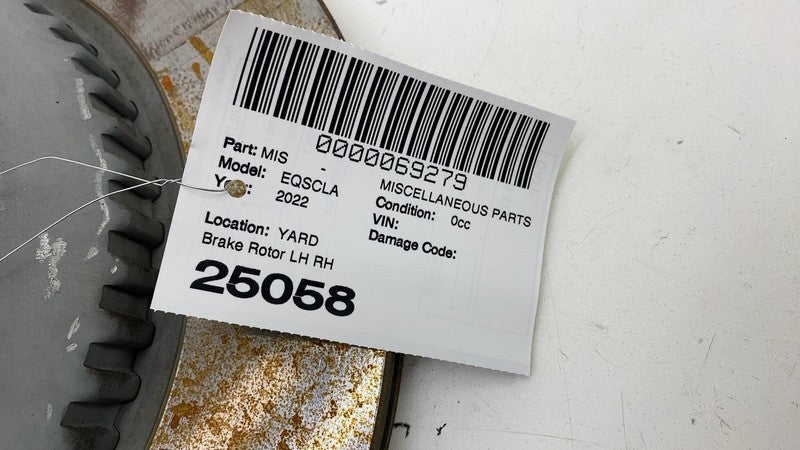 0000069279
Part: MIS - MISCELLANEOUS PARTS
Model: EQSCLA Condition: 0cc
Year: 2022 VIN:
Damage Code:
Location: YARD
Brake Rotor LH RH
25058